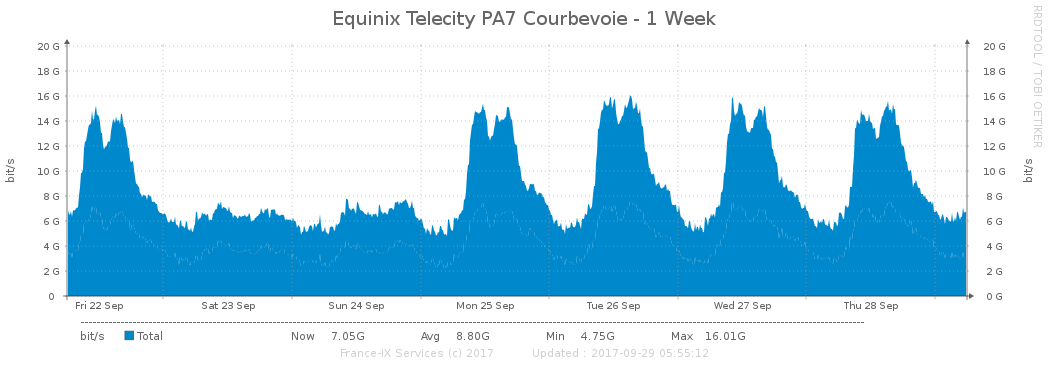 Equinix Telecity PA7 Courbevoie - 1 Week
RRDTOOL / TOBI OETIKER
20 G 20 G
18 G 18 G
16 G 16 G
14 G 14 G
12 G 12 G
10 G 10 G
8 G 8 G
6 G 6 G
4 G 4 G
2 G 2 G
0 0 G
bit/s bit/s
Fri 22 Sep Sat 23 Sep Sun 24 Sep Mon 25 Sep Tue 26 Sep Wed 27 Sep Thu 28 Sep
bit/s Total Now 7.05G Avg 8.80G Min 4.75G Max 16.01G
France-IX Services (c) 2017 Updated : 2017-09-29 05:55:12